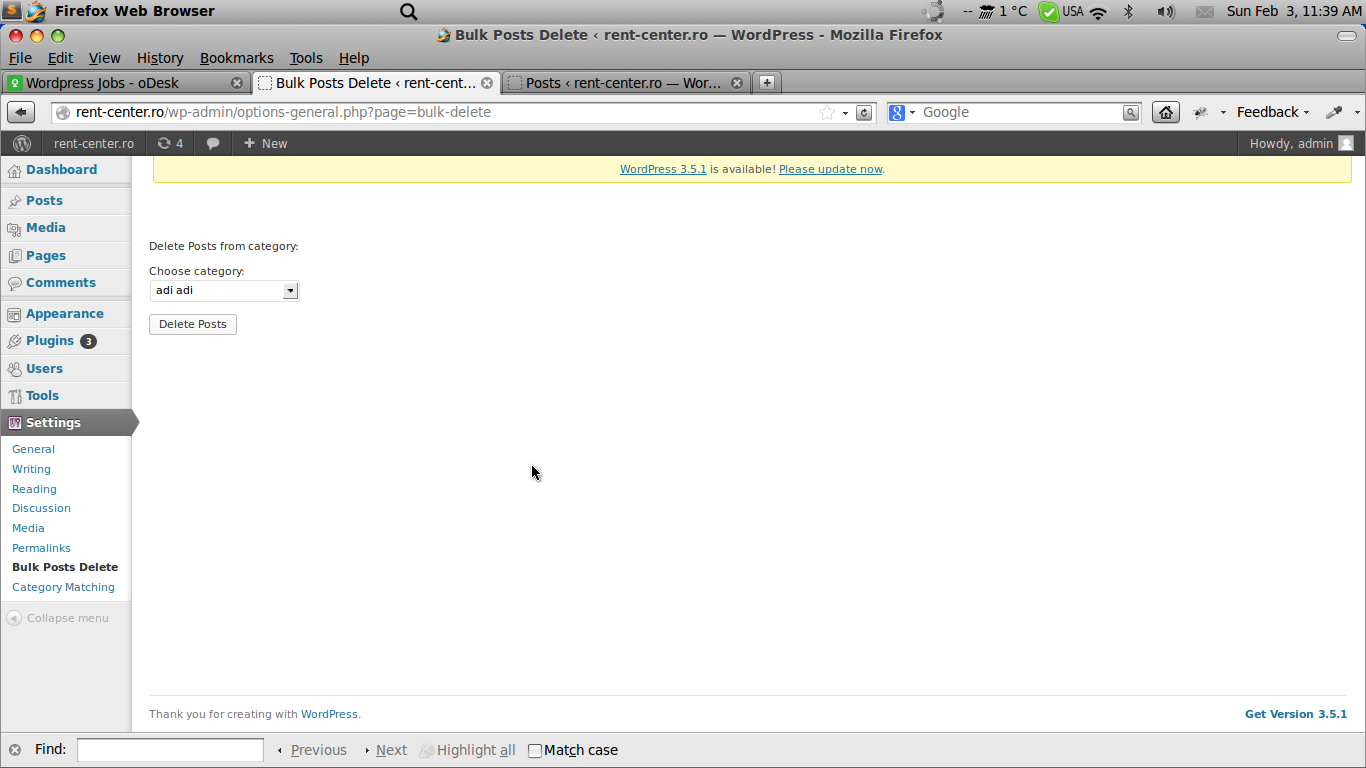 Firefox Web Browser
-- 1 °C USA Sun Feb 3, 11:39 AM
Bulk Posts Delete ‹ rent-center.ro — WordPress - Mozilla Firefox
File Edit View History Bookmarks Tools Help
Wordpress Jobs - oDesk
Bulk Posts Delete ‹ rent-cent...
Posts ‹ rent-center.ro — Wor...
rent-center.ro/wp-admin/options-general.php?page=bulk-delete
Google
Feedback
rent-center.ro 4 + New Howdy, admin
WordPress 3.5.1 is available! Please update now.
Dashboard
Posts
Media
Pages
Comments
Appearance
Plugins 3
Users
Tools
Settings
General
Writing
Reading
Discussion
Media
Permalinks
Bulk Posts Delete
Category Matching
Collapse menu
Delete Posts from category:
Choose category:
adi adi
Delete Posts
Thank you for creating with WordPress.
Get Version 3.5.1
Find: Previous Next Highlight all Match case